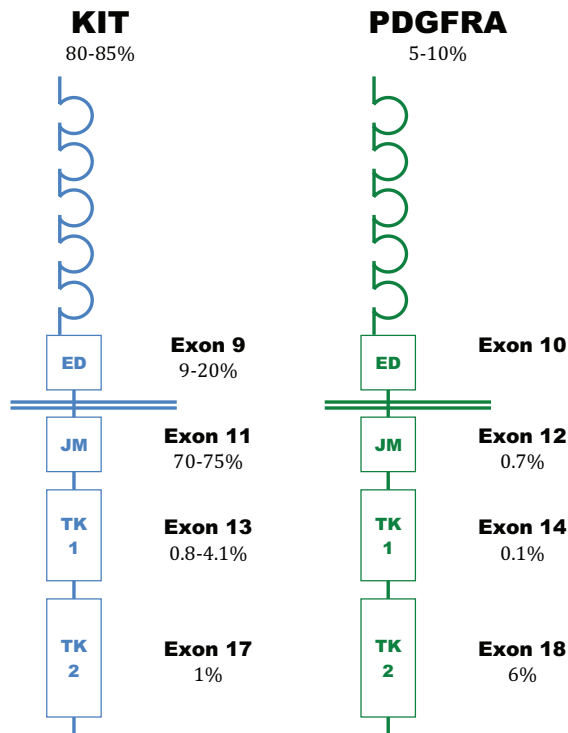 KIT
80-85%
PDGFRA
5-10%
ED
Exon 9
9-20%
ED
Exon 10
JM
Exon 11
70-75%
JM
Exon 12
0.7%
TK
1
Exon 13
0.8-4.1%
TK
1
Exon 14
0.1%
TK
2
Exon 17
1%
TK
2
Exon 18
6%